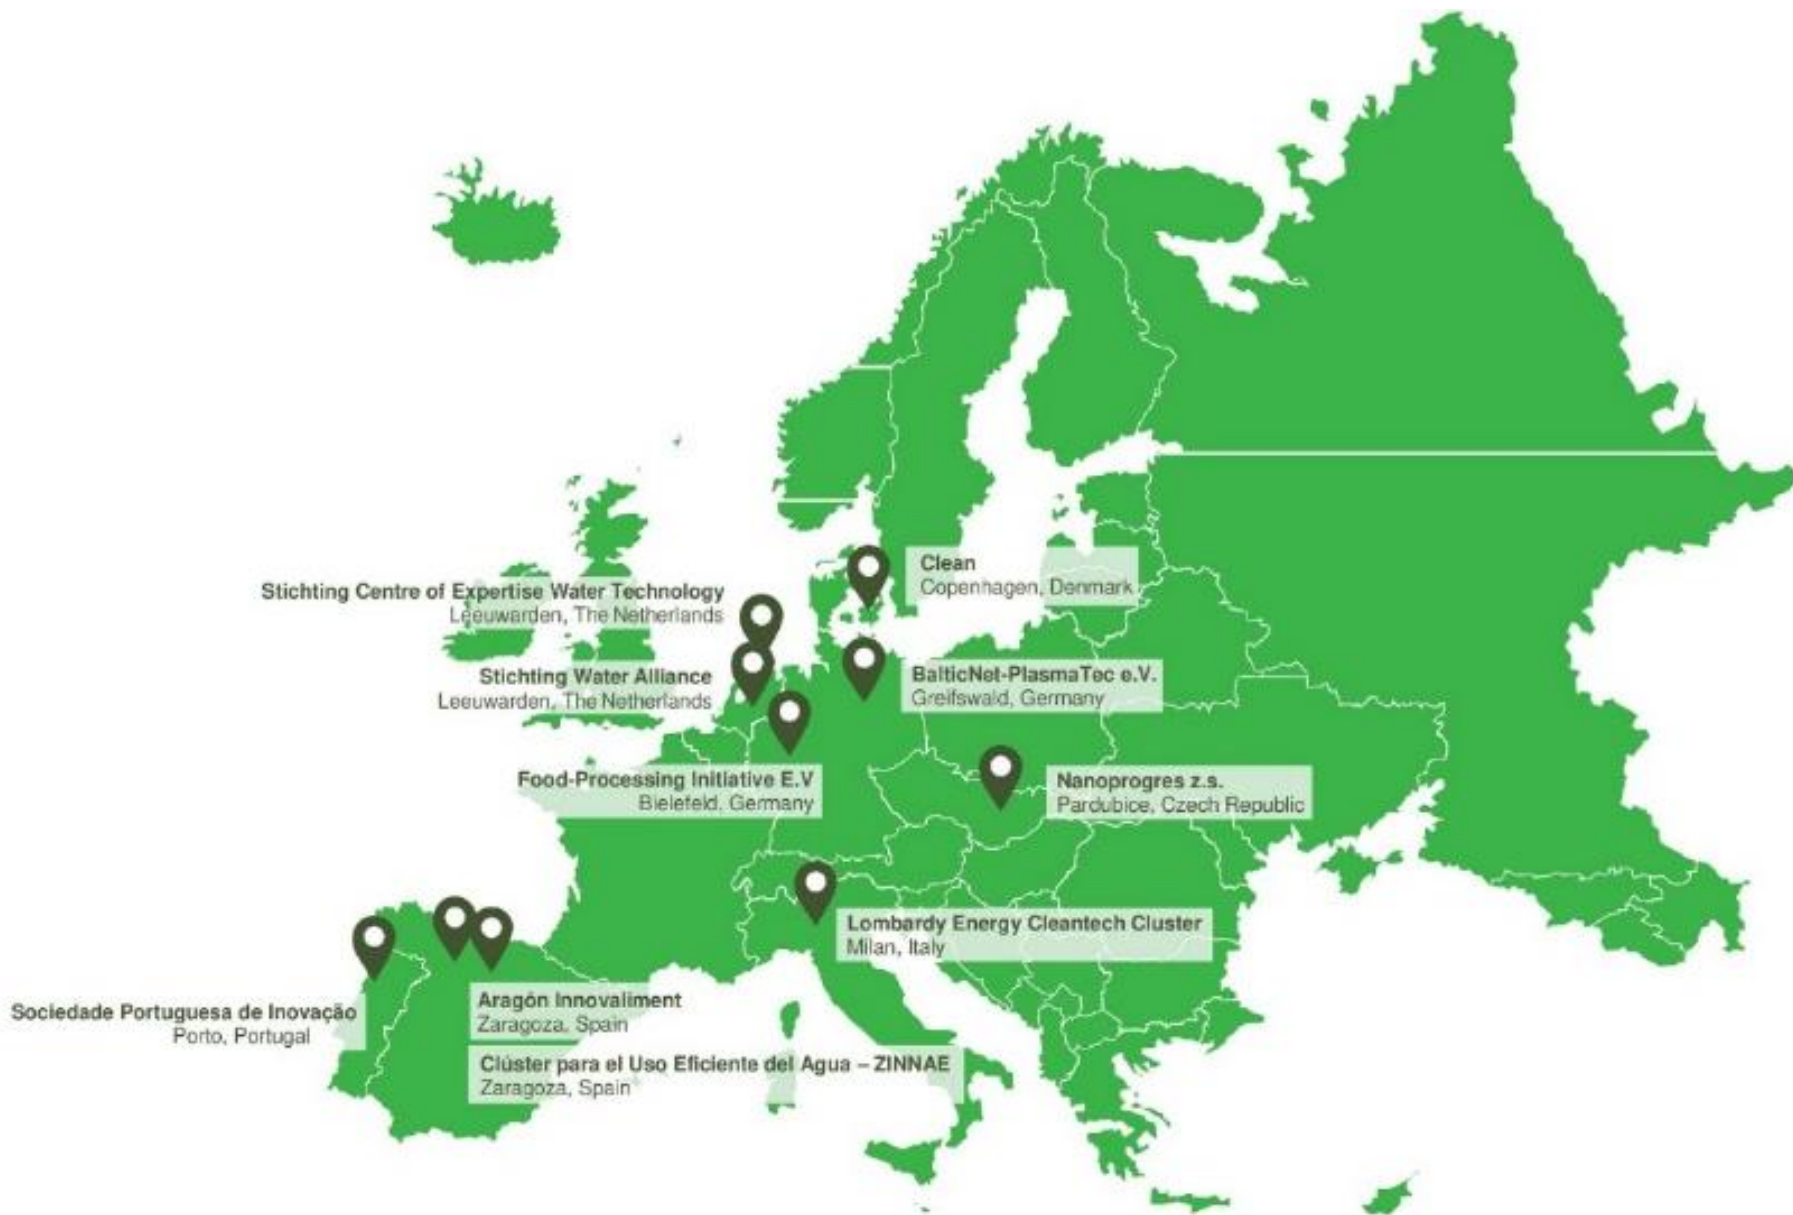 Clean
Copenhagen, Denmark
Stichting Centre of Expertise Water Technology
Leeuwarden, The Netherlands
Stichting Water Alliance
Leeuwarden, The Netherlands
BalticNet-PlasmaTec e.V.
Greifswald, Germany
Food-Processing Initiative E.V
Bielefeld, Germany
Nanoprogres z.s.
Pardubice, Czech Republic
Lombardy Energy Cleantech Cluster
Milan, Italy
Sociedade Portuguesa de Inovação
Porto, Portugal
Aragón Innovaliment
Zaragoza, Spain
Clúster para el Uso Eficiente del Agua – ZINNAE
Zaragoza, Spain